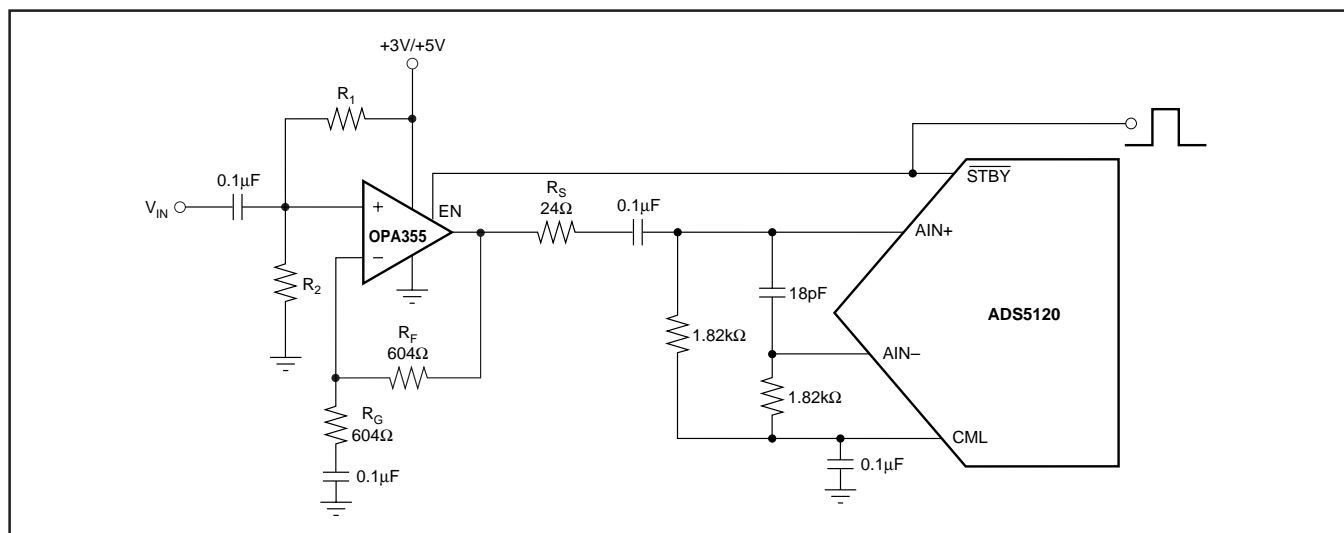 +3V/+5V
R1
0.1µF
VIN
+
EN
OPA355
−
R2
RS
24Ω
0.1µF
STBY
AIN+
18pF
ADS5120
1.82kΩ
AIN–
RF
604Ω
1.82kΩ
RG
604Ω
CML
0.1µF
0.1µF